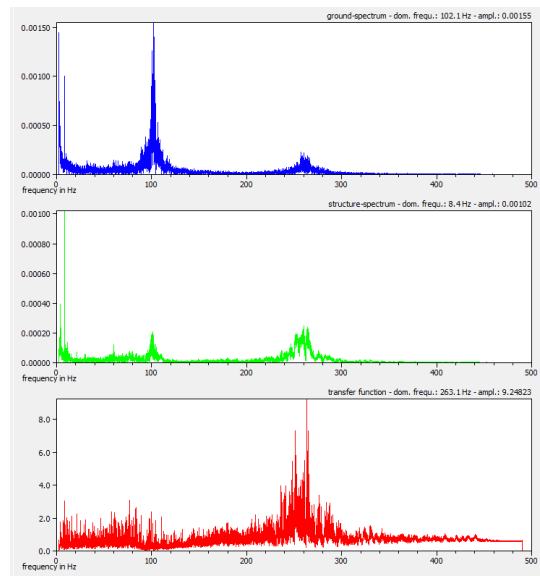 ground-spectrum - dom. frequ.: 102.1 Hz - ampl.: 0.00155
0.00150
0.00100
0.00050
0.00000
0 100 200 300 400 500
frequency in Hz
structure-spectrum - dom. frequ.: 8.4 Hz - ampl.: 0.00102
0.00100
0.00080
0.00060
0.00040
0.00020
0.00000
0 100 200 300 400 500
frequency in Hz
transfer function - dom. frequ.: 263.1 Hz - ampl.: 9.24823
8.0
6.0
4.0
2.0
0.0
0 100 200 300 400 500
frequency in Hz